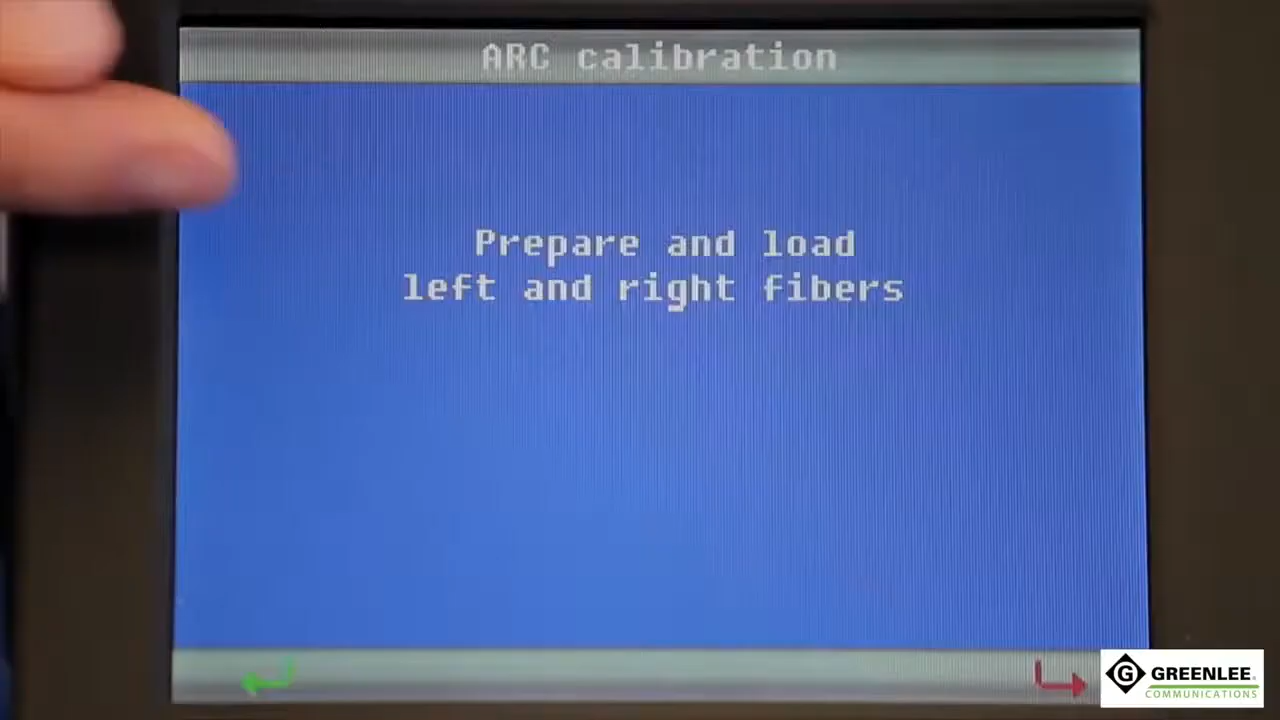 ARC calibration
Prepare and load
left and right fibers
G GREENLEE
COMMUNICATIONS